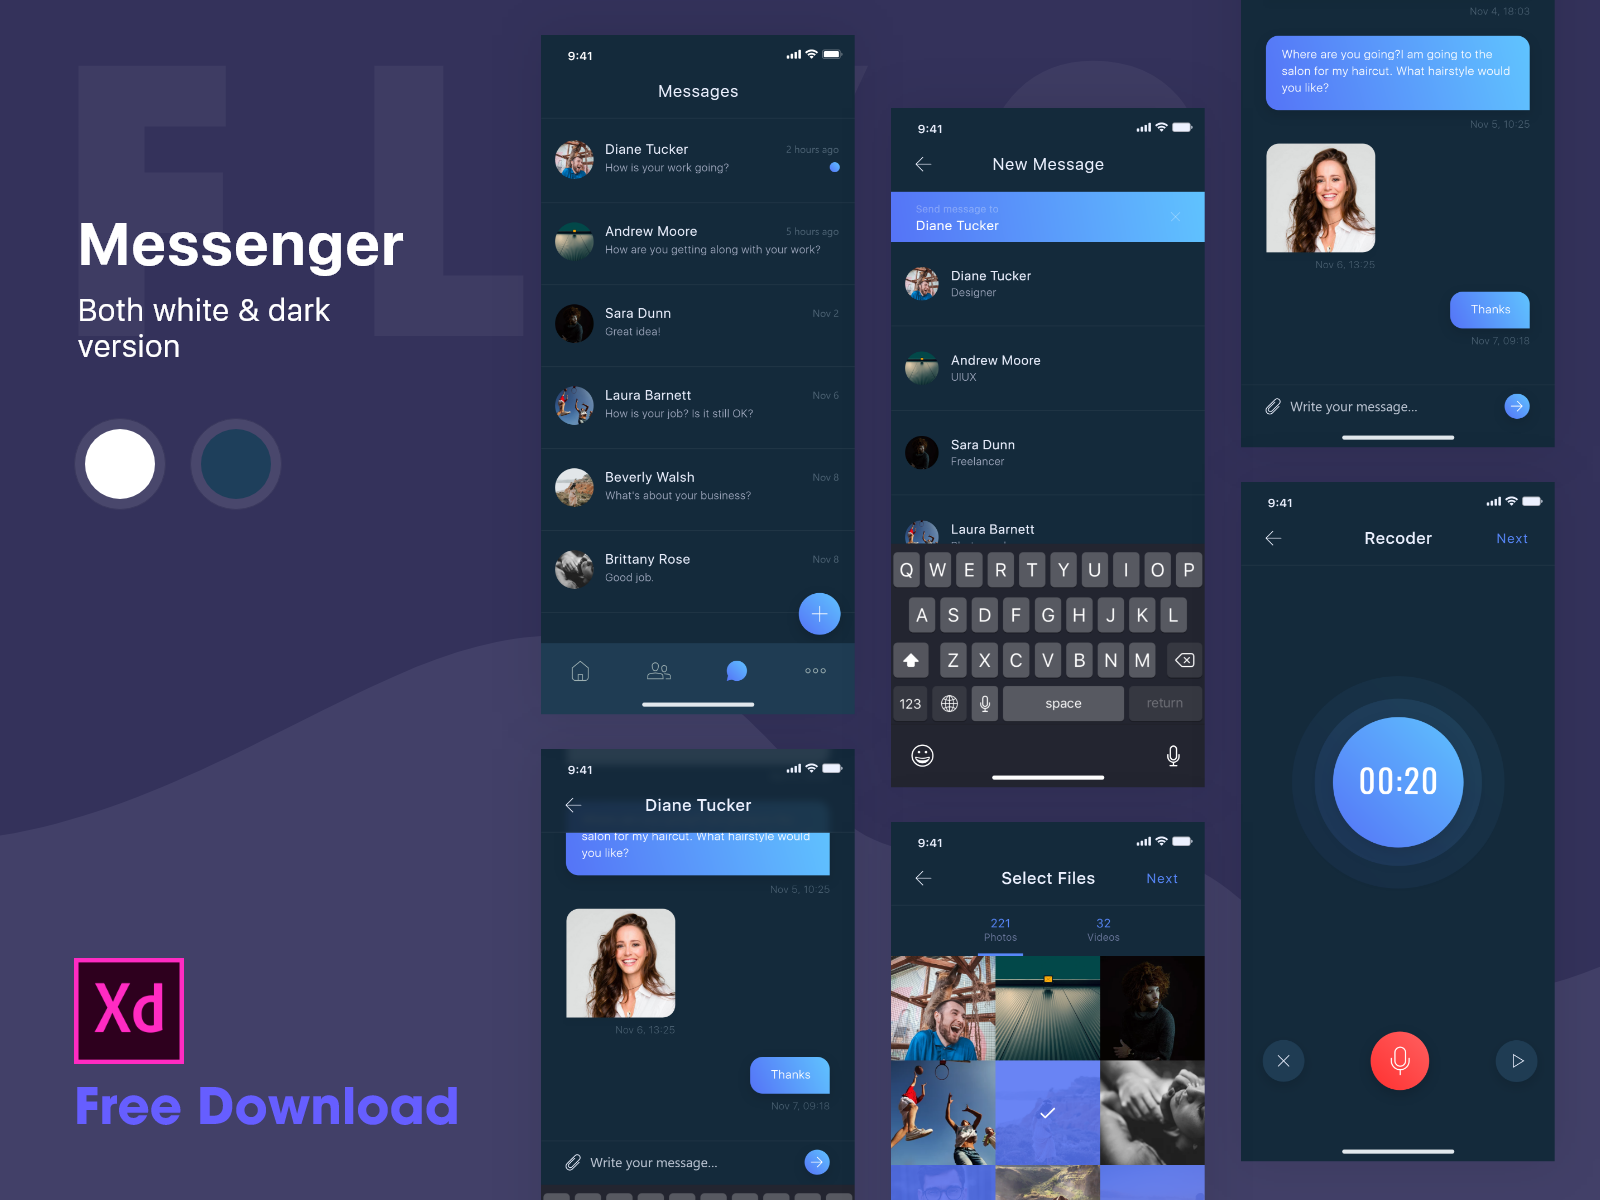 FL
Messenger
Both white & dark
version
Xd
Free Download
9:41
Messages
Diane Tucker
2 hours ago
How is your work going?
Andrew Moore
5 hours ago
How are you getting along with your work?
Sara Dunn
Nov 2
Great idea!
Laura Barnett
Nov 6
How is your job? Is it still OK?
Beverly Walsh
Nov 8
What's about your business?
Brittany Rose
Nov 8
Good job.
9:41
Diane Tucker
salon for my haircut. What hairstyle would
you like?
Nov 5, 10:25
Nov 6, 13:25
Thanks
Nov 7, 09:18
Write your message...
9:41
New Message
Send message to
Diane Tucker
Diane Tucker
Designer
Andrew Moore
UIUX
Sara Dunn
Freelancer
Laura Barnett
Q W E R T Y U I O P
A S D F G H J K L
Z X C V B N M
123 space return
9:41
Select Files
Next
221
Photos
32
Videos
Nov 4, 18:03
Where are you going?I am going to the
salon for my haircut. What hairstyle would
you like?
Nov 5, 10:25
Nov 6, 13:25
Thanks
Nov 7, 09:18
Write your message...
9:41
Recoder
Next
00:20